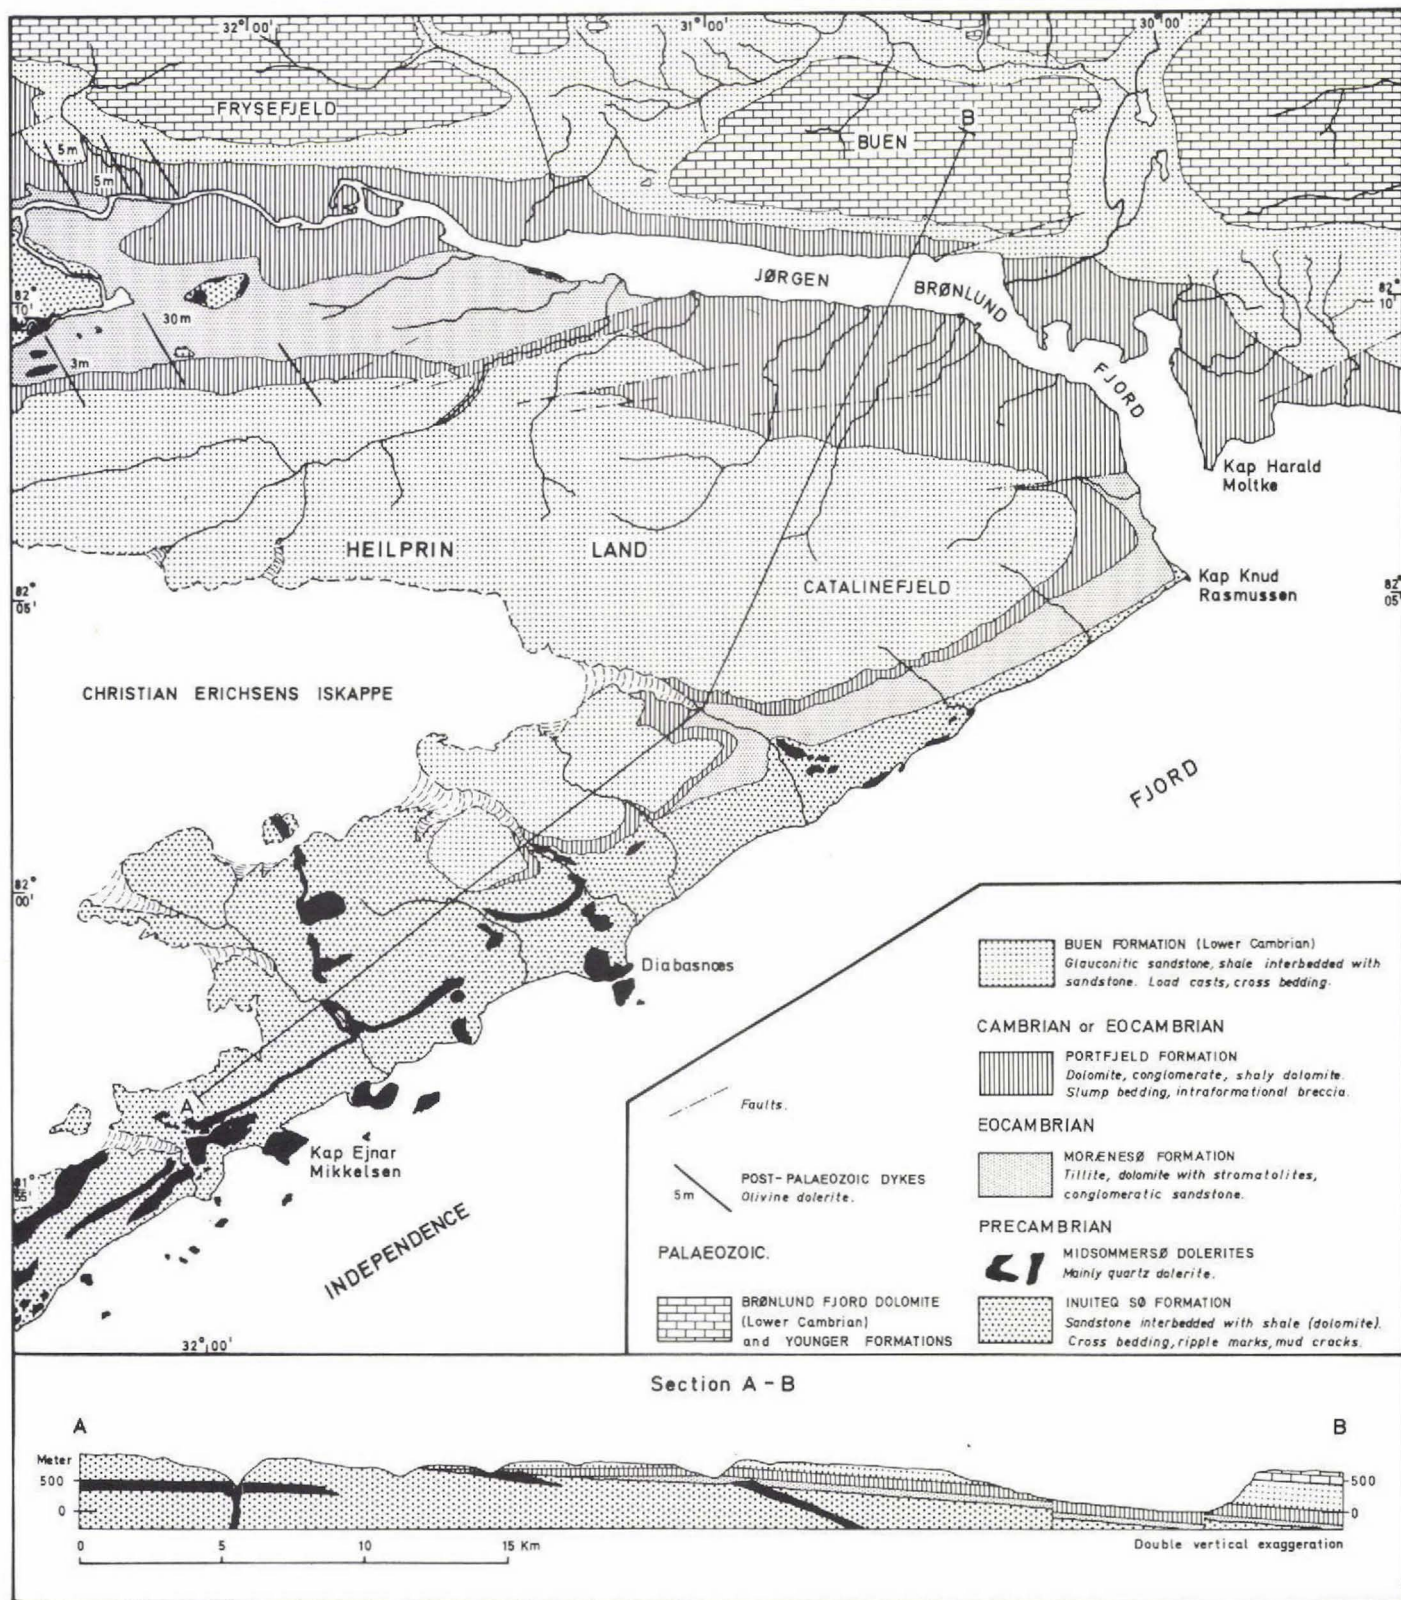 32° 00'
31° 00'
30° 00'
FRYSEFJELD
BUEN
B
5m
5m
JØRGEN
BRØNLUND
FJORD
82°
10'
82°
10'
30m
3m
Kap Harald
Moltke
HEILPRIN LAND
CATALINEFJELD
Kap Knud
Rasmussen
82°
05'
82°
05'
CHRISTIAN ERICHSENS ISKAPPE
FJORD
82°
00'
Diabasnæs
A
Kap Ejnar
Mikkelsen
81°
55'
INDEPENDENCE
32° 00'
BUEN FORMATION (Lower Cambrian)
Glauconitic sandstone, shale interbedded with
sandstone. Load casts, cross bedding.
CAMBRIAN or EOCAMBRIAN
PORTFJELD FORMATION
Dolomite, conglomerate, shaly dolomite.
Slump bedding, intraformational breccia.
EOCAMBRIAN
MORÆNESØ FORMATION
Tillite, dolomite with stromatolites,
conglomeratic sandstone.
PRECAMBRIAN
MIDSOMMERSØ DOLERITES
Mainly quartz dolerite.
INUITEQ SØ FORMATION
Sandstone interbedded with shale (dolomite).
Cross bedding, ripple marks, mud cracks.
Faults.
5m
POST-PALAEOZOIC DYKES
Olivine dolerite.
PALAEOZOIC.
BRØNLUND FJORD DOLOMITE
(Lower Cambrian)
and YOUNGER FORMATIONS
Section A - B
A
B
Meter
500
0
500
0
0 5 10 15 Km
Double vertical exaggeration